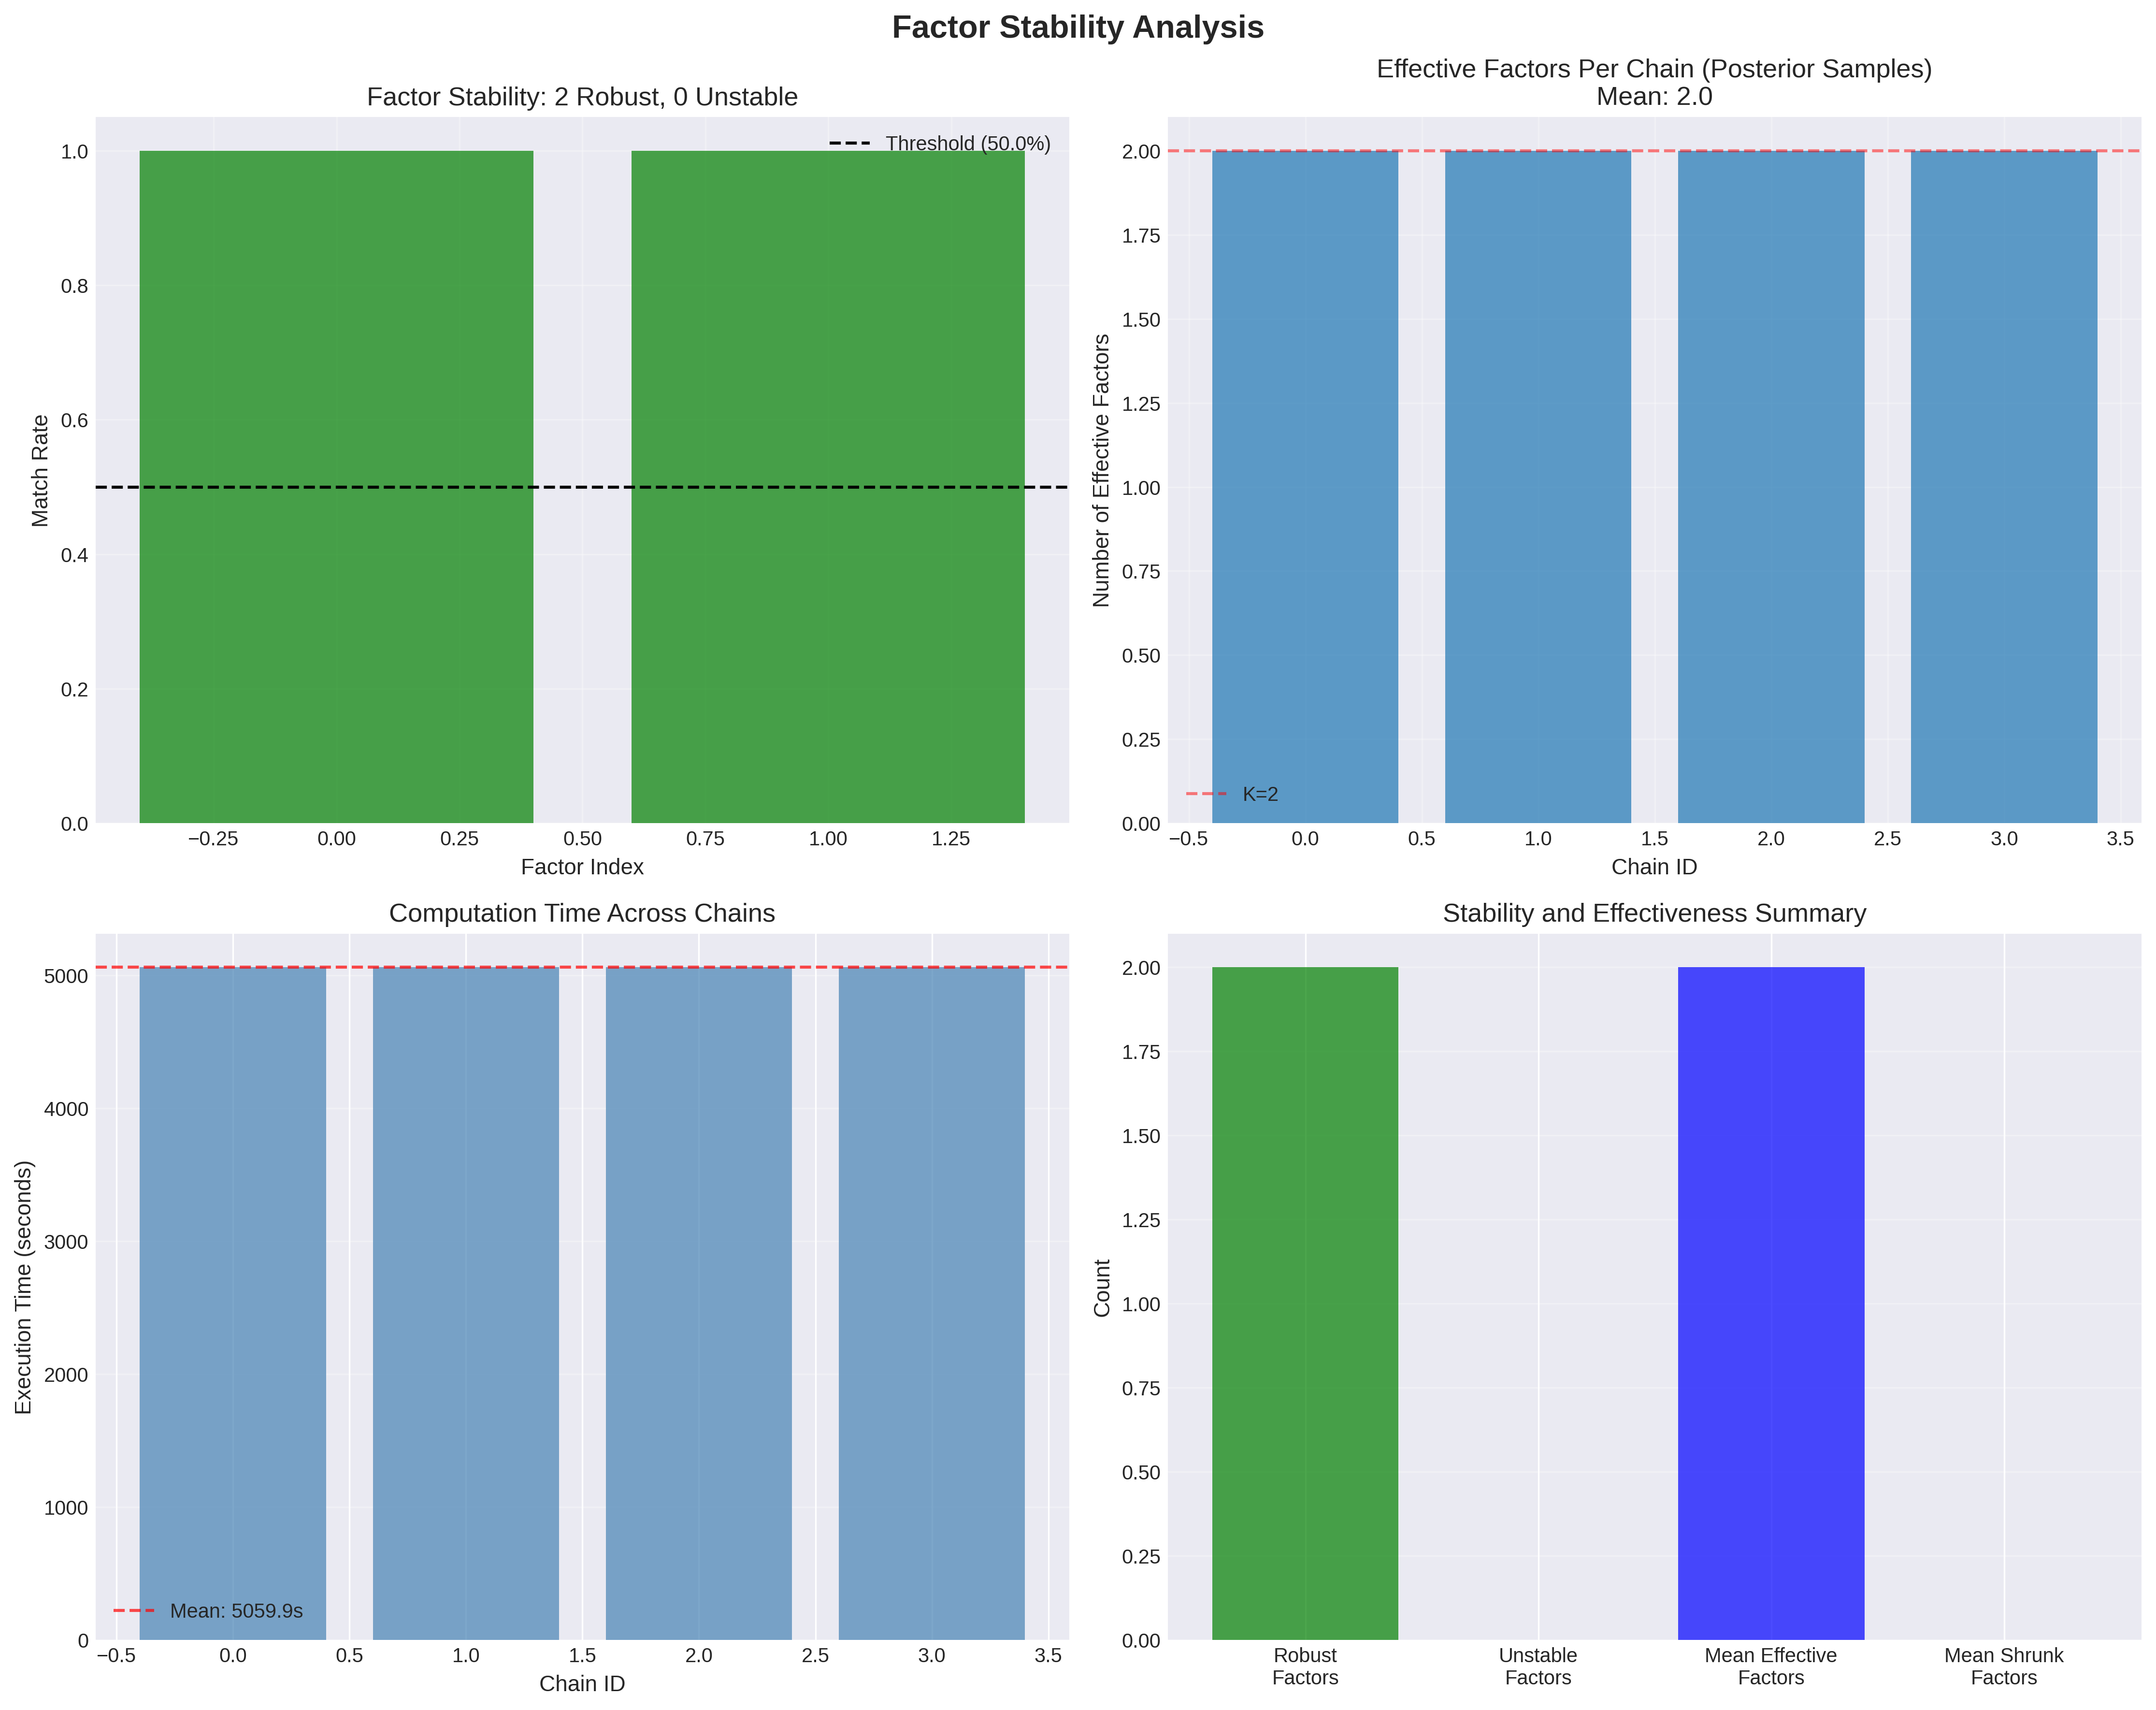 Factor Stability Analysis
Factor Stability: 2 Robust, 0 Unstable
Threshold (50.0%)
Match Rate
1.0
0.8
0.6
0.4
0.2
0.0
−0.25 0.00 0.25 0.50 0.75 1.00 1.25
Factor Index
Effective Factors Per Chain (Posterior Samples)
Mean: 2.0
Number of Effective Factors
2.00
1.75
1.50
1.25
1.00
0.75
0.50
0.25
0.00
K=2
−0.5 0.0 0.5 1.0 1.5 2.0 2.5 3.0 3.5
Chain ID
Computation Time Across Chains
Execution Time (seconds)
5000
4000
3000
2000
1000
0
Mean: 5059.9s
−0.5 0.0 0.5 1.0 1.5 2.0 2.5 3.0 3.5
Chain ID
Stability and Effectiveness Summary
Count
2.00
1.75
1.50
1.25
1.00
0.75
0.50
0.25
0.00
Robust
Factors
Unstable
Factors
Mean Effective
Factors
Mean Shrunk
Factors